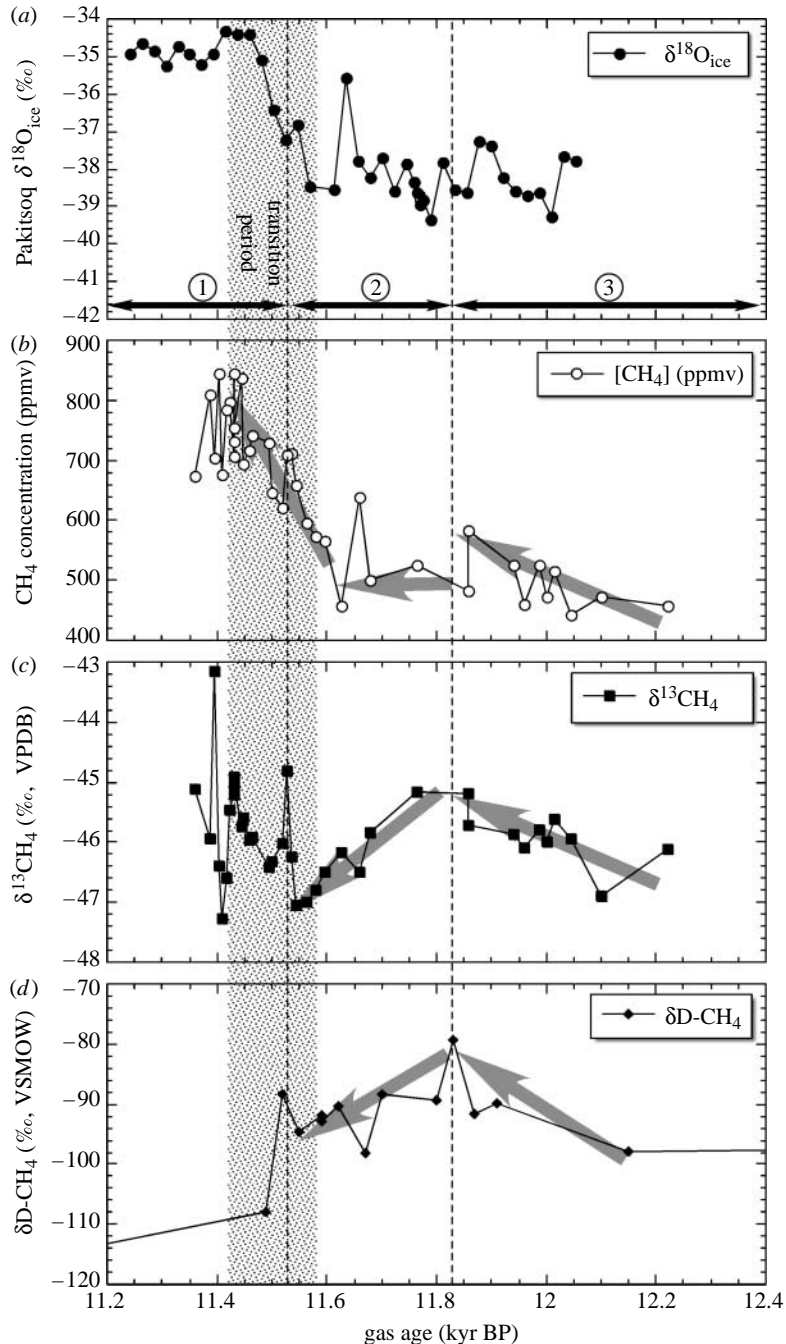 (a)
−34
−35
−36
−37
−38
−39
−40
−41
−42
Pakitsoq δ¹⁸O_ice (‰)
δ¹⁸O_ice
transition
period
1
2
3
(b)
900
800
700
600
500
400
CH₄ concentration (ppmv)
[CH₄] (ppmv)
(c)
−43
−44
−45
−46
−47
−48
δ¹³CH₄ (‰, VPDB)
δ¹³CH₄
(d)
−70
−80
−90
−100
−110
−120
δD-CH₄ (‰, VSMOW)
δD-CH₄
11.2 11.4 11.6 11.8 12 12.2 12.4
gas age (kyr BP)